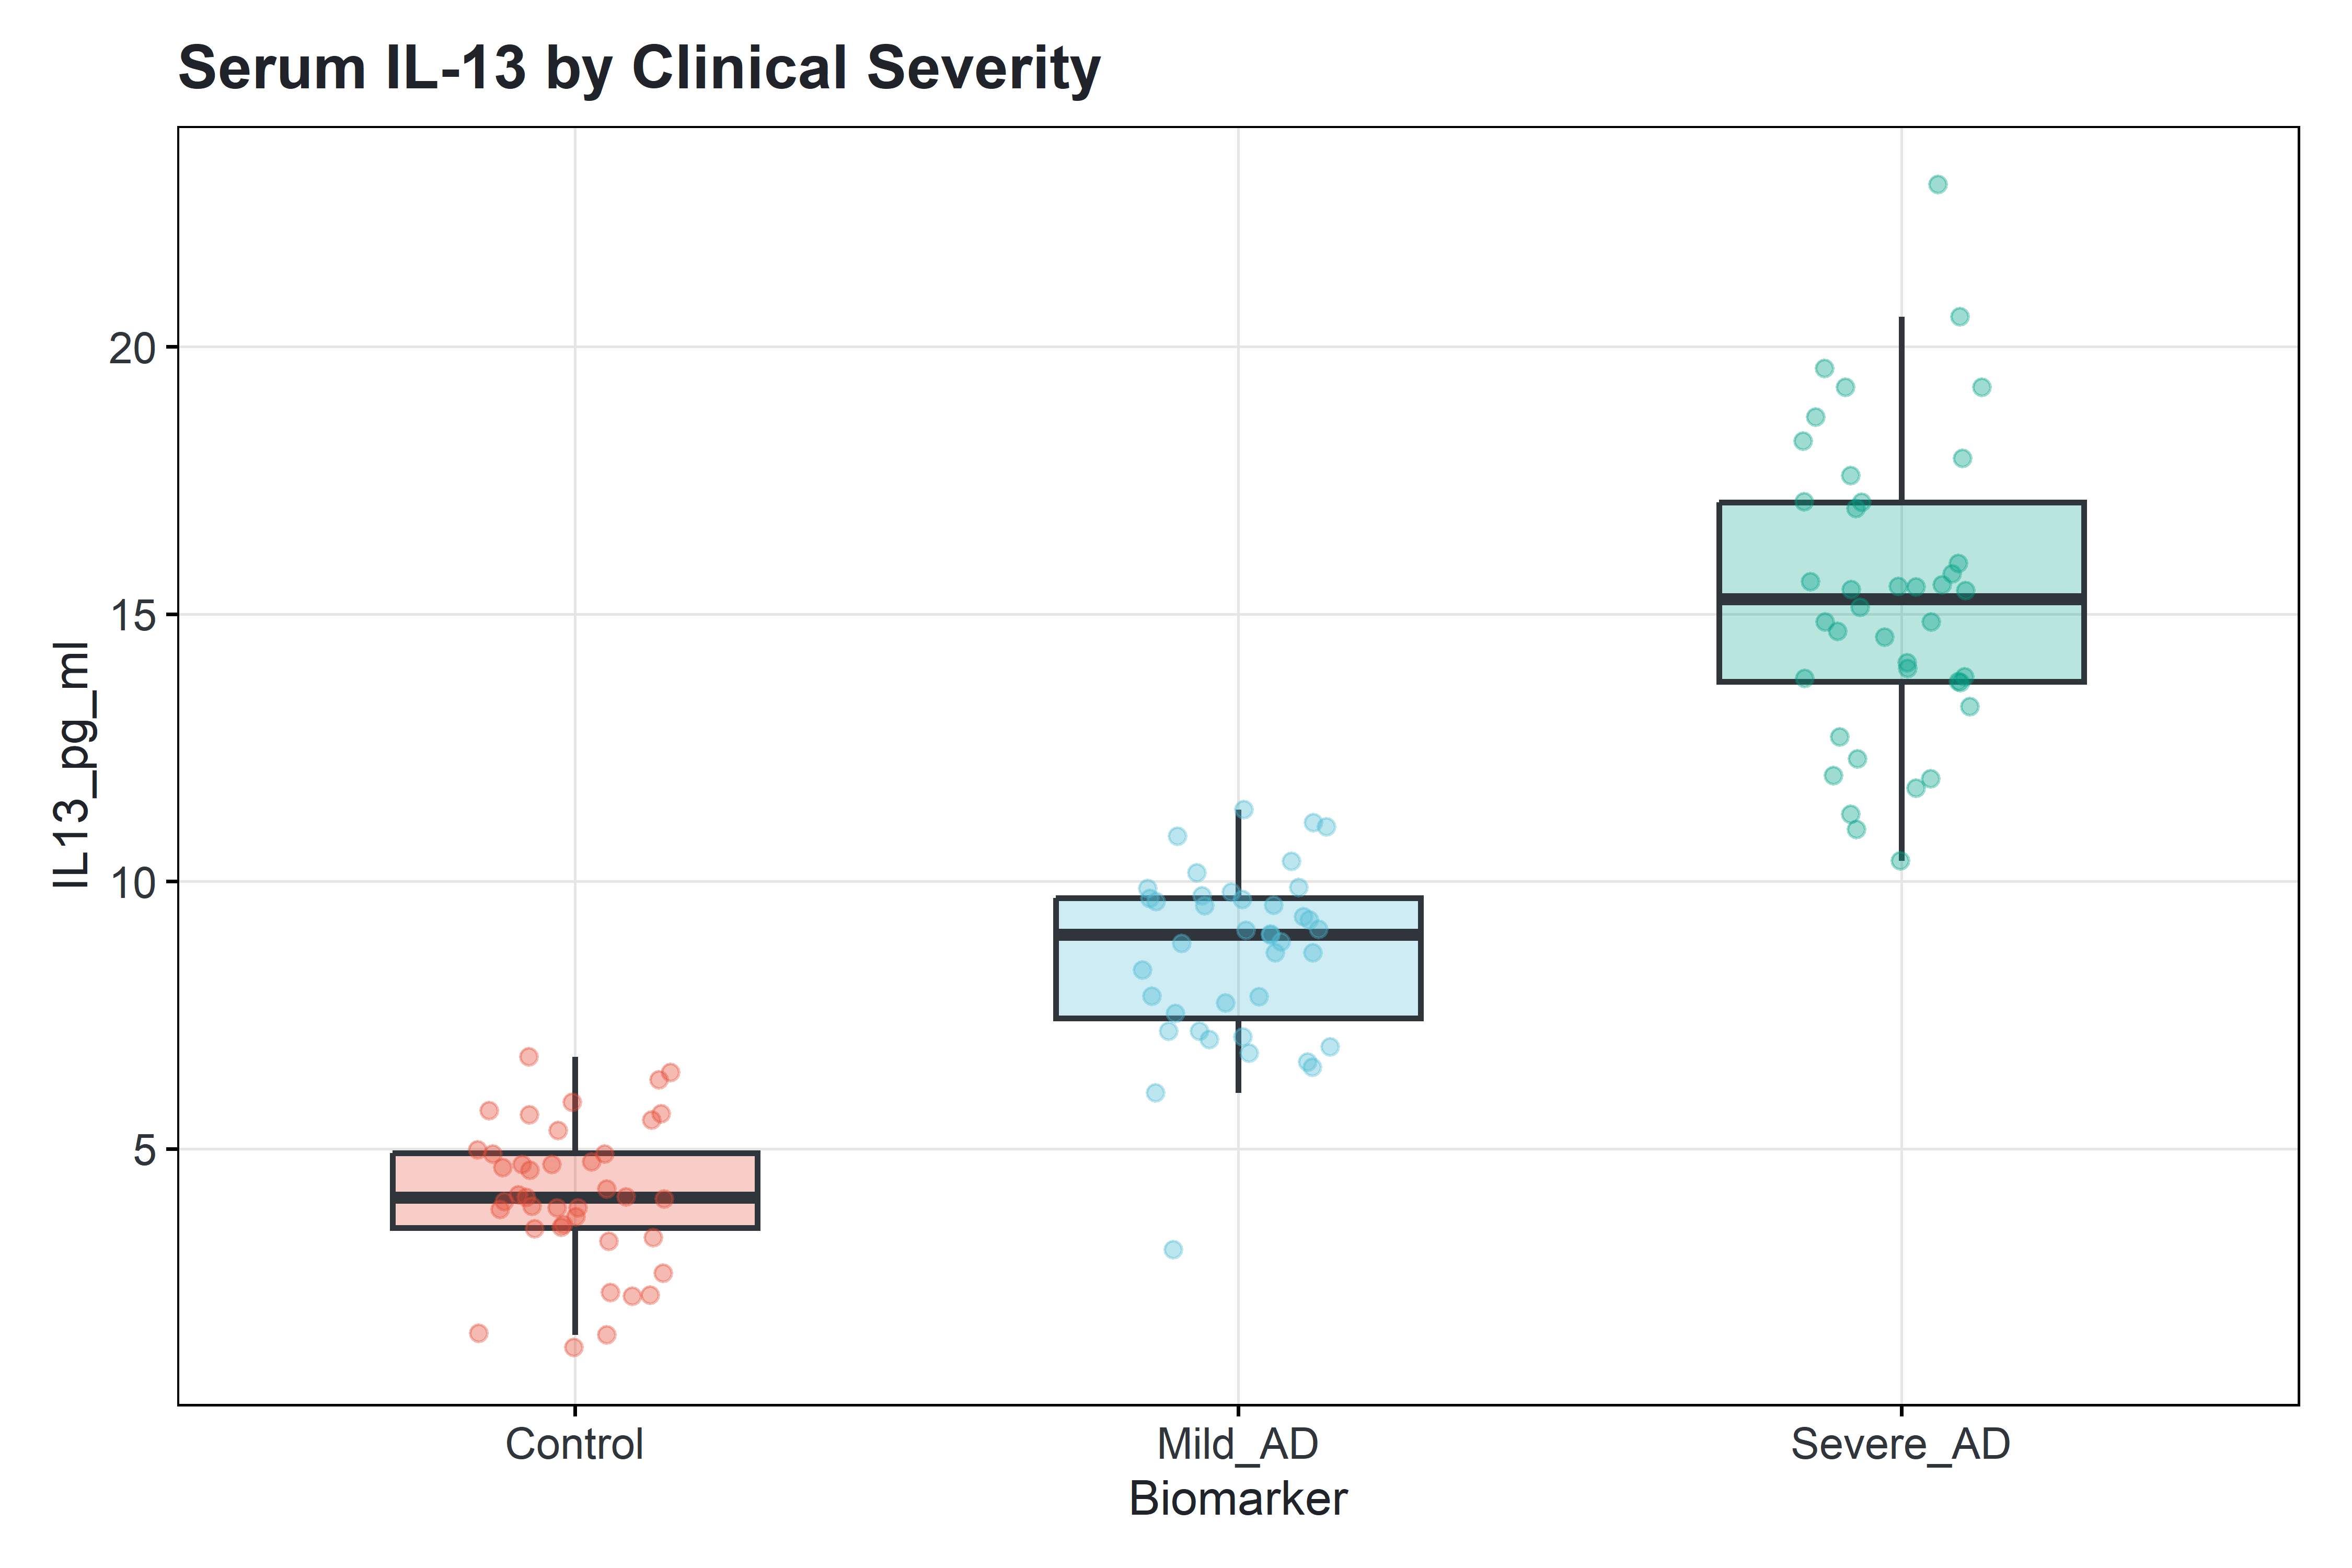 Serum IL-13 by Clinical Severity
IL13_pg_ml
20
15
10
5
Control
Mild_AD
Severe_AD
Biomarker